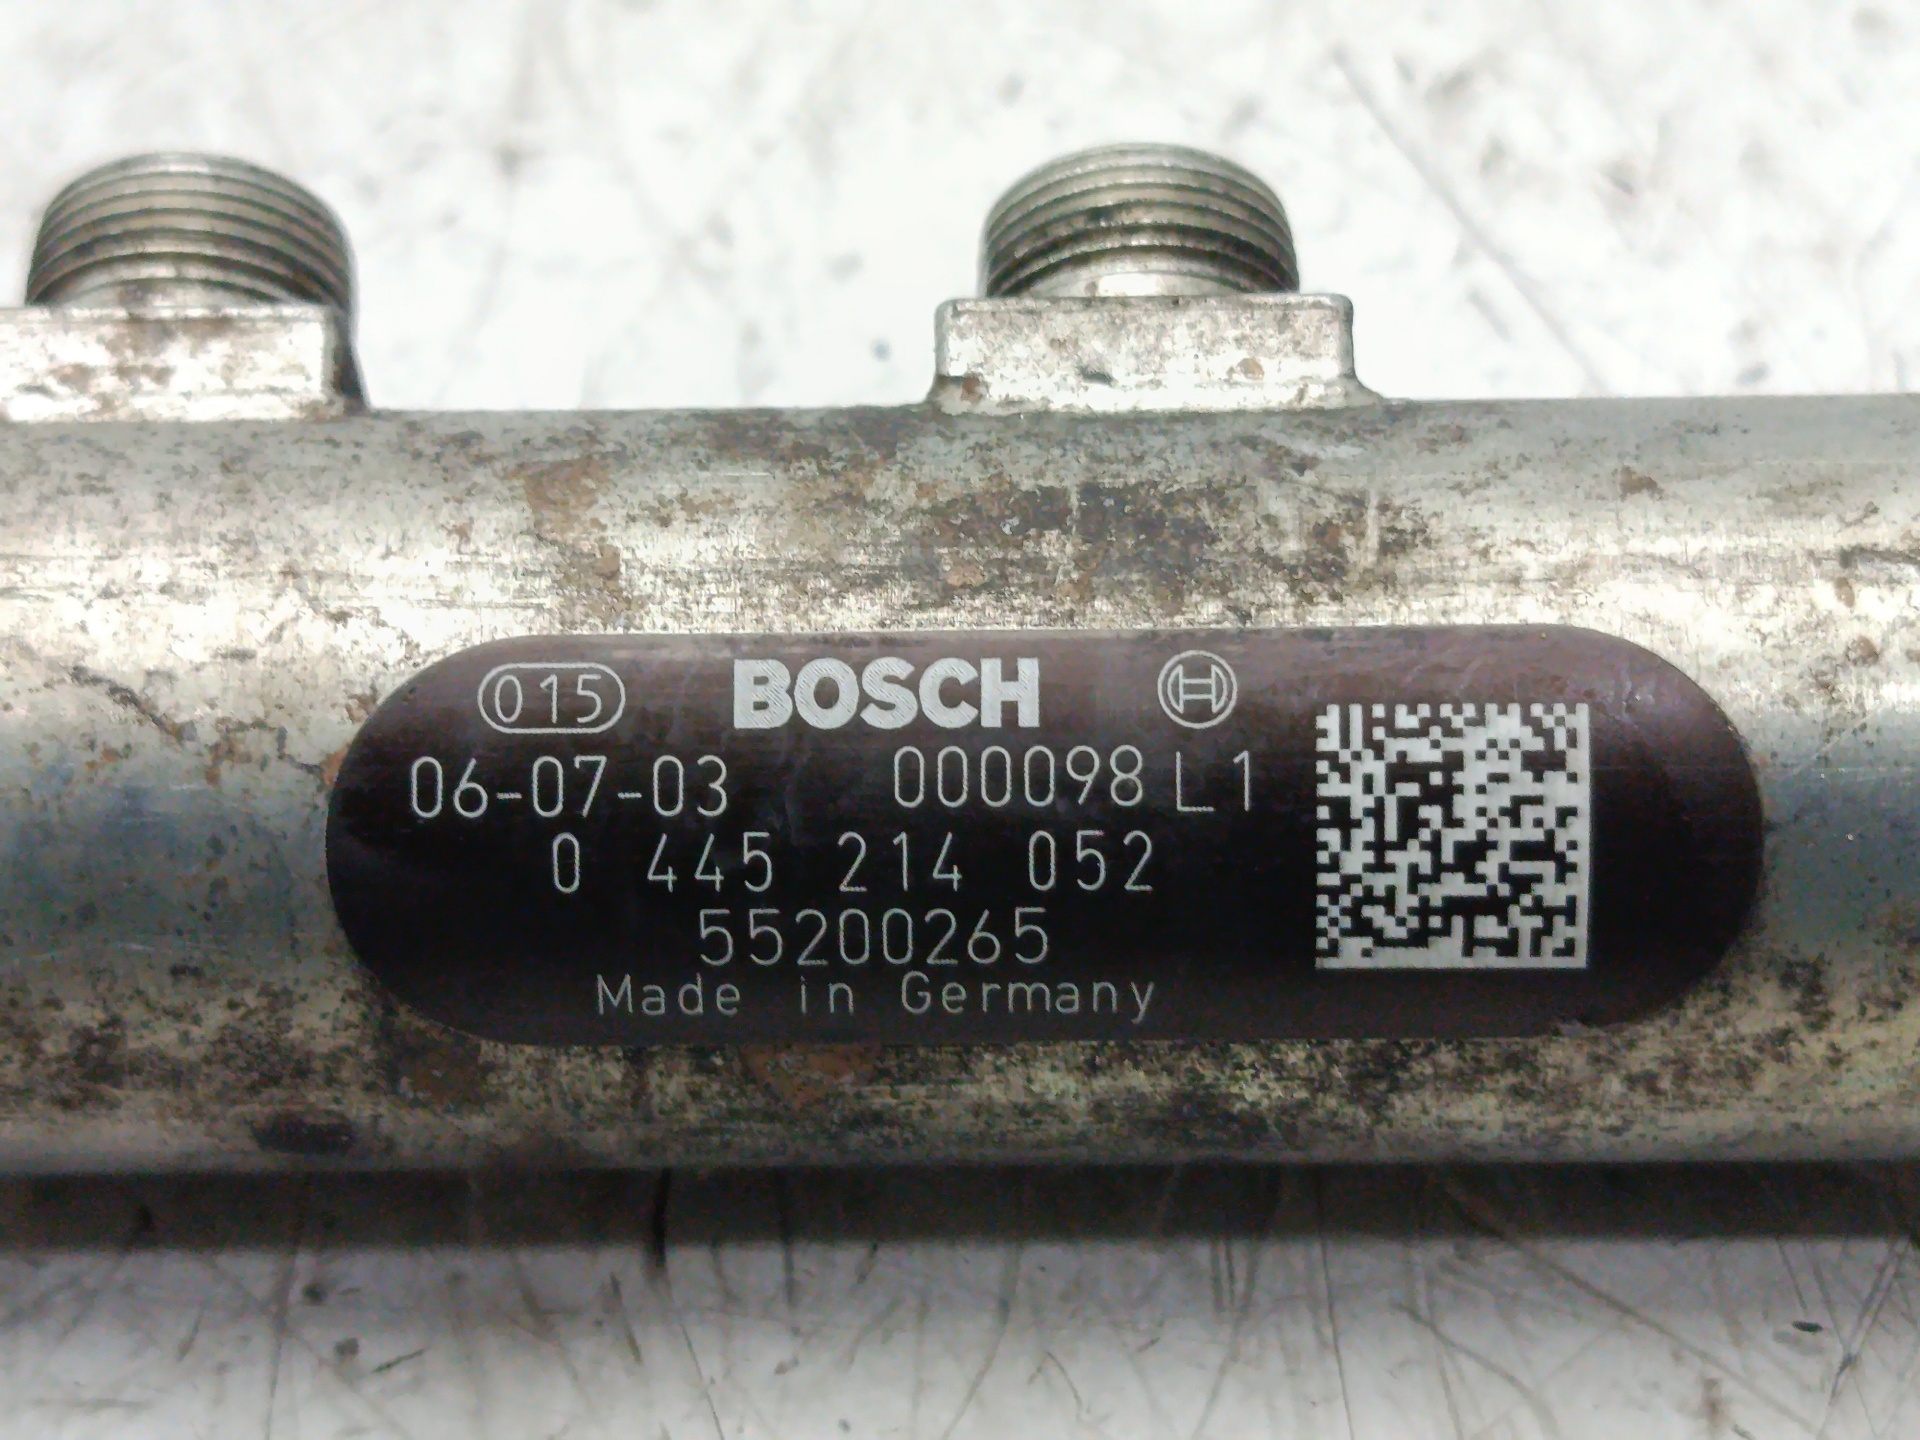 015 BOSCH
06-07-03 000098 L1
0 445 214 052
55200265
Made in Germany